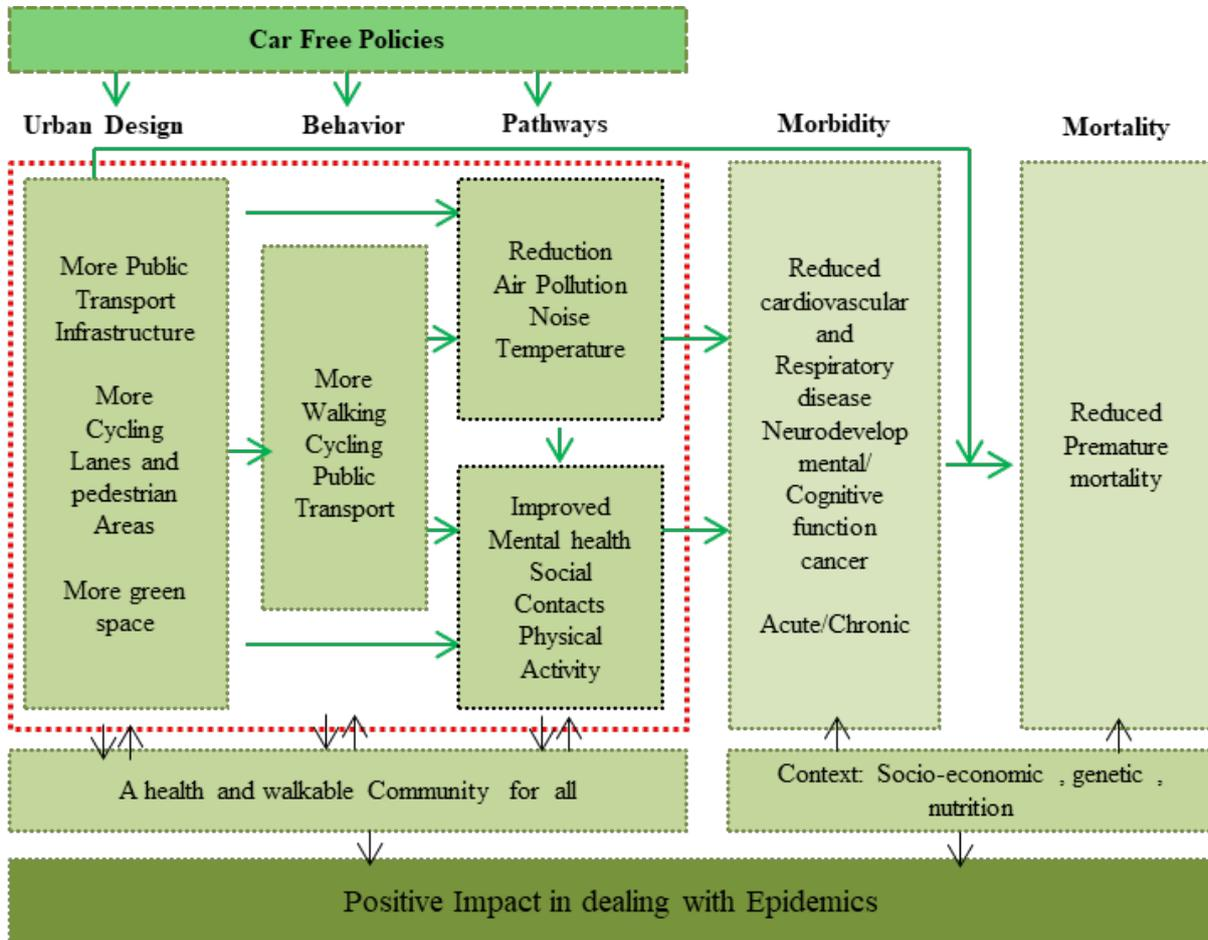 Car Free Policies
Urban Design
Behavior
Pathways
Morbidity
Mortality
More Public
Transport
Infrastructure
More
Cycling
Lanes and
pedestrian
Areas
More green
space
More
Walking
Cycling
Public
Transport
Reduction
Air Pollution
Noise
Temperature
Improved
Mental health
Social
Contacts
Physical
Activity
Reduced
cardiovascular
and
Respiratory
disease
Neurodevelop
mental/
Cognitive
function
cancer
Acute/Chronic
Reduced
Premature
mortality
A health and walkable Community for all
Context: Socio-economic , genetic ,
nutrition
Positive Impact in dealing with Epidemics